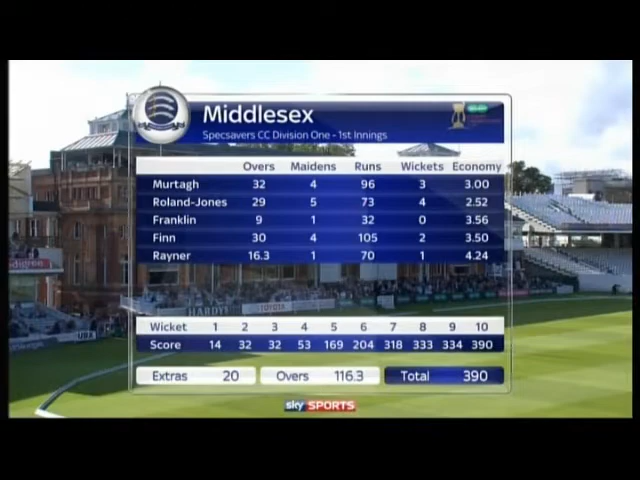 Middlesex
Specsavers CC Division One - 1st Innings
Overs Maidens Runs Wickets Economy
Murtagh 32 4 96 3 3.00
Roland-Jones 29 5 73 4 2.52
Franklin 9 1 32 0 3.56
Finn 30 4 105 2 3.50
Rayner 16.3 1 70 1 4.24
HARDYS TOYOTA
Wicket 1 2 3 4 5 6 7 8 9 10
Score 14 32 32 53 169 204 318 333 334 390
Extras 20 Overs 116.3 Total 390
sky SPORTS